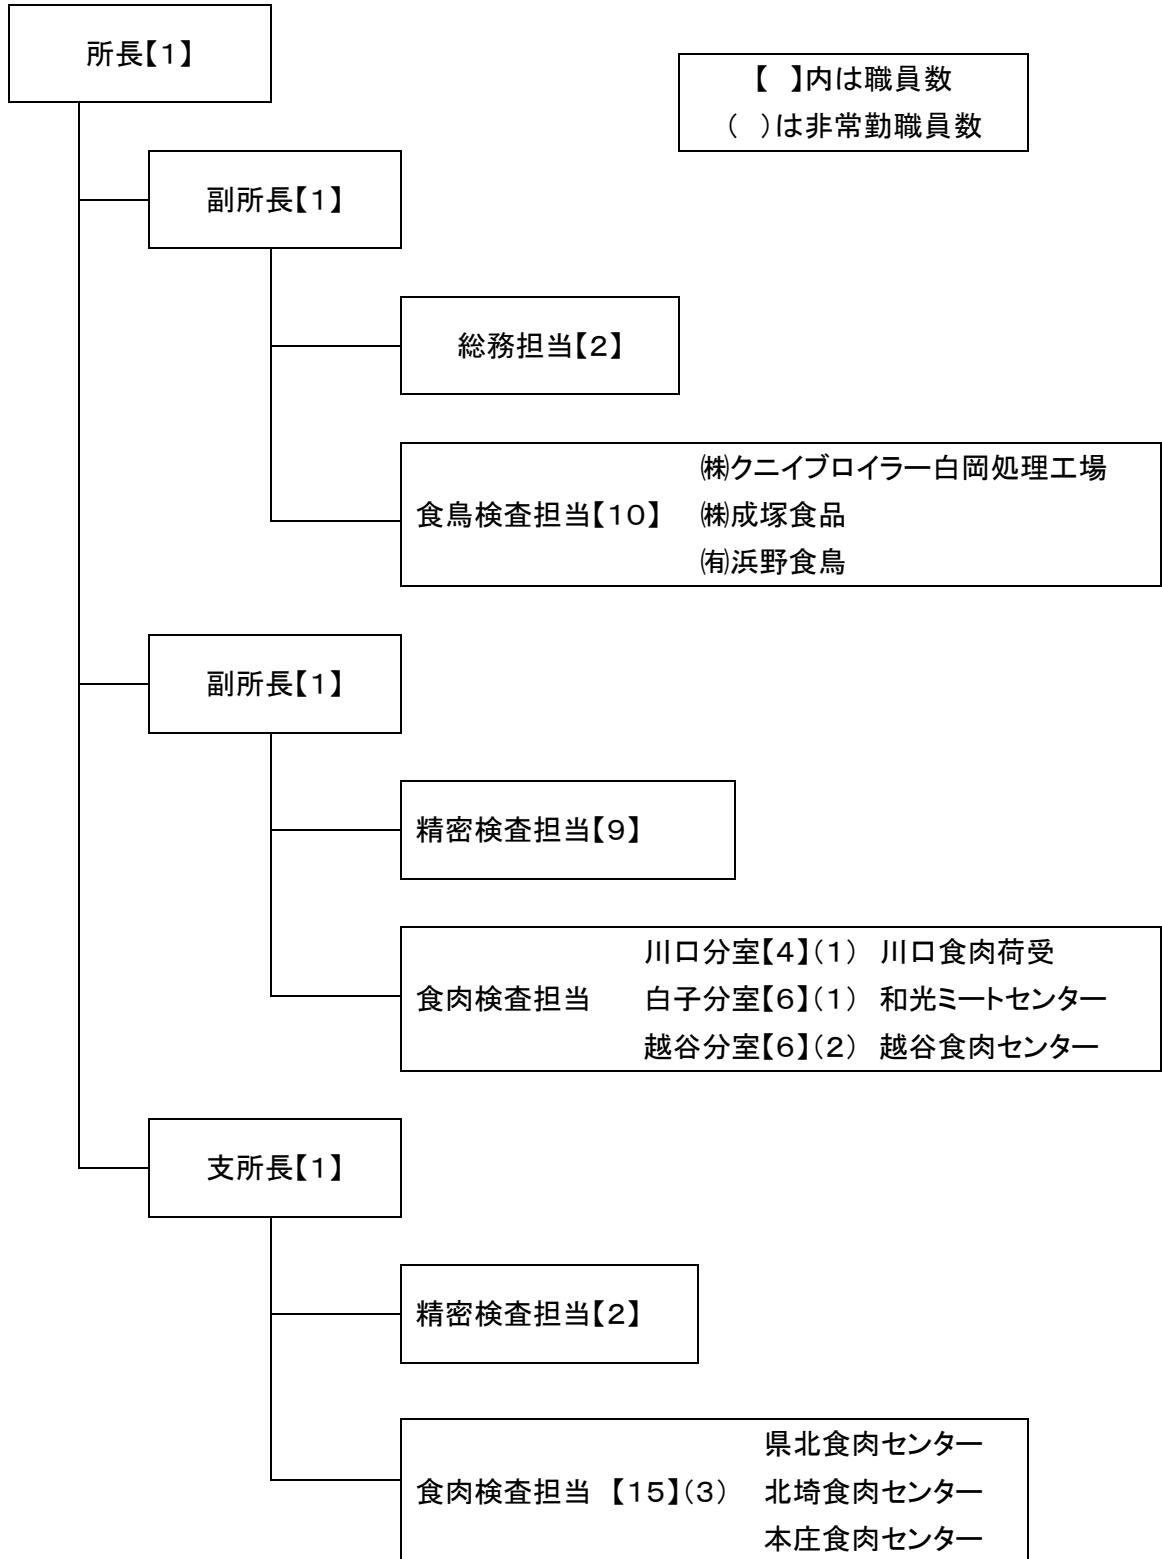 所長【1】
【　】内は職員数
（　）は非常勤職員数
副所長【1】
総務担当【2】
㈱クニイブロイラー白岡処理工場
食鳥検査担当【10】　㈱成塚食品
㈲浜野食鳥
副所長【1】
精密検査担当【9】
川口分室【4】（1）　川口食肉荷受
食肉検査担当　白子分室【6】（1）　和光ミートセンター
越谷分室【6】（2）　越谷食肉センター
支所長【1】
精密検査担当【2】
県北食肉センター
食肉検査担当　【15】（3）　北埼食肉センター
本庄食肉センター